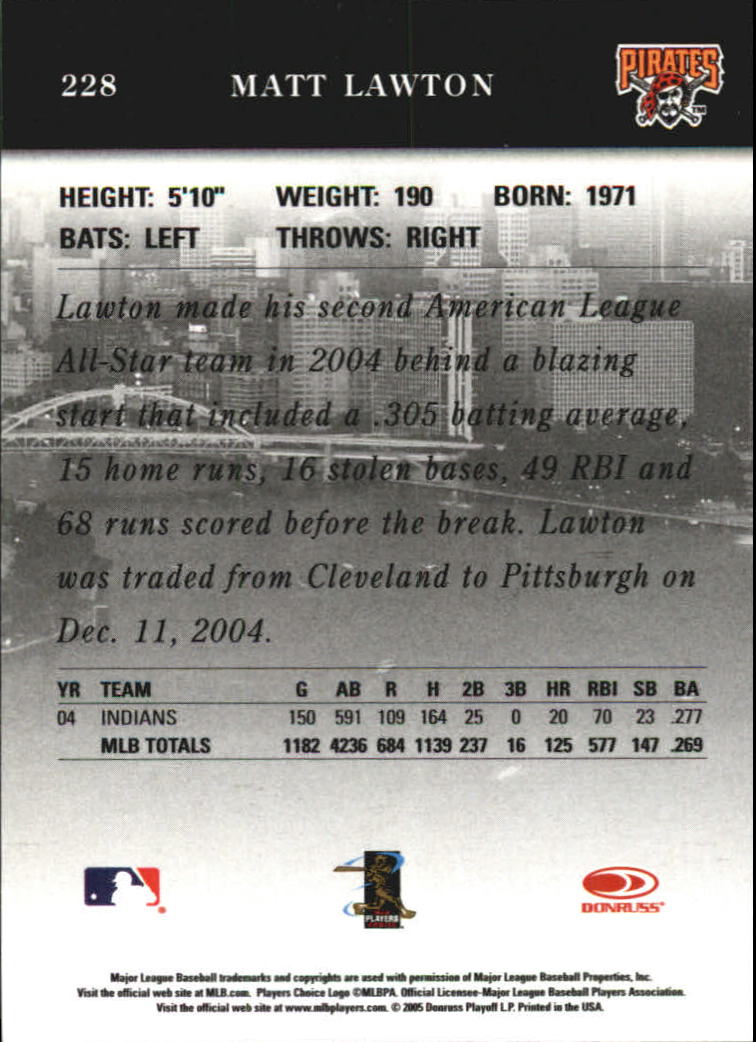 228 MATT LAWTON PIRATES TM
HEIGHT: 5'10" WEIGHT: 190 BORN: 1971
BATS: LEFT THROWS: RIGHT
Lawton made his second American League
All-Star team in 2004 behind a blazing
start that included a .305 batting average,
15 home runs, 16 stolen bases, 49 RBI and
68 runs scored before the break. Lawton
was traded from Cleveland to Pittsburgh on
Dec. 11, 2004.
YR TEAM G AB R H 2B 3B HR RBI SB BA
04 INDIANS 150 591 109 164 25 0 20 70 23 .277
MLB TOTALS 1182 4236 684 1139 237 16 125 577 147 .269
PLAYERS
DONRUSS
Major League Baseball trademarks and copyrights are used with permission of Major League Baseball Properties, Inc.
Visit the official web site at MLB.com. Players Choice Logo ©MLBPA. Official Licensee-Major League Baseball Players Association.
Visit the official web site at www.mlbplayers.com. © 2005 Donruss Playoff L.P. Printed in the USA.